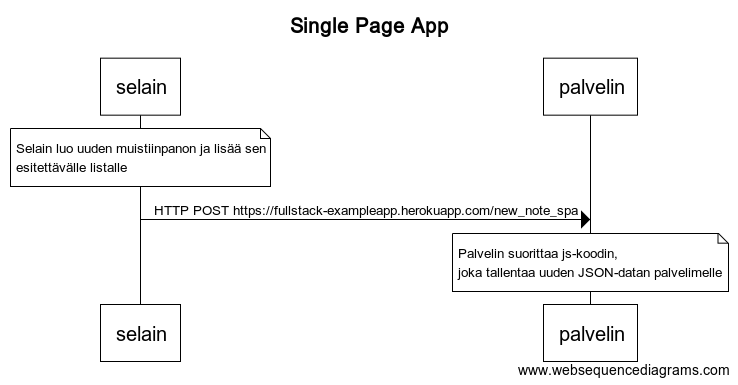 Single Page App
selain
palvelin
Selain luo uuden muistiinpanon ja lisää sen
esitettävälle listalle
HTTP POST https://fullstack-exampleapp.herokuapp.com/new_note_spa
Palvelin suorittaa js-koodin,
joka tallentaa uuden JSON-datan palvelimelle
selain
palvelin
www.websequencediagrams.com